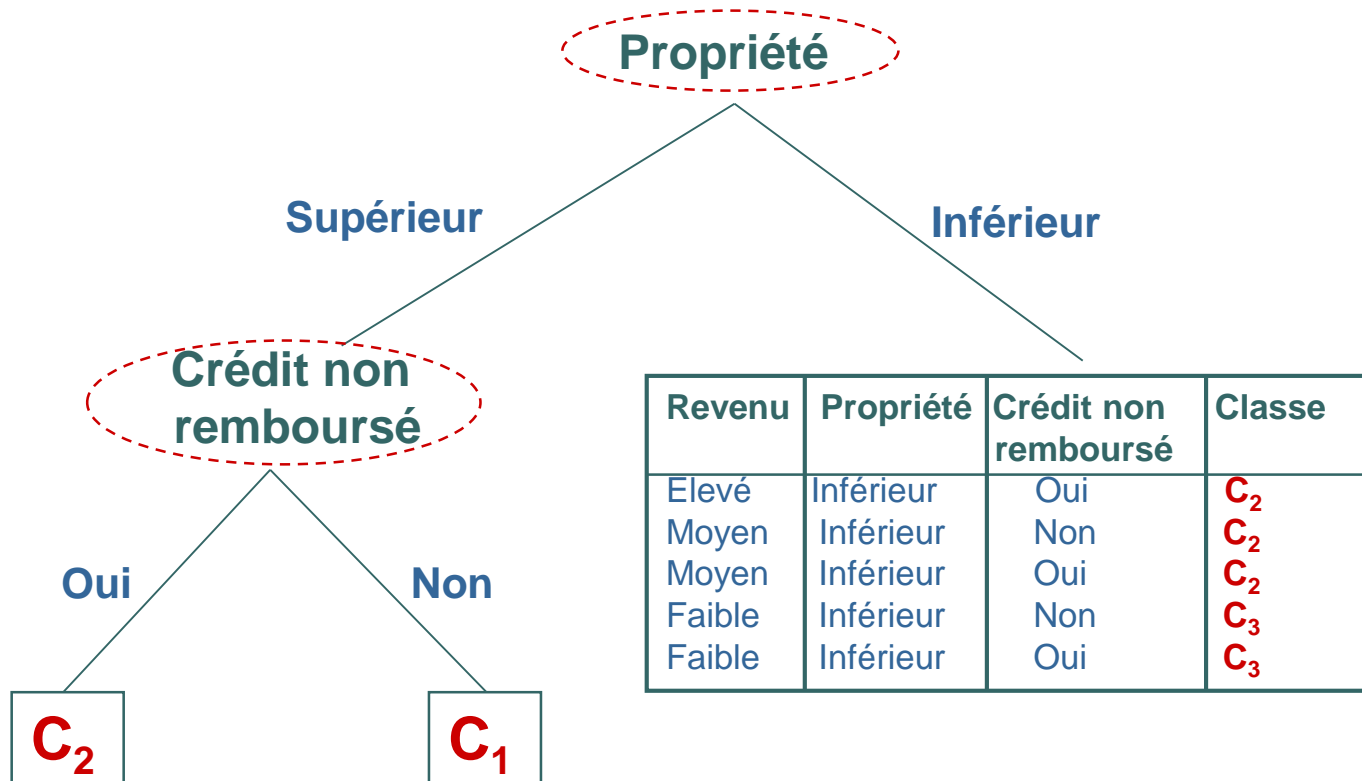 Propriété
Supérieur
Inférieur
Crédit non
remboursé
Oui
Non
C₂
C₁
Revenu Propriété Crédit non remboursé Classe
Elevé Inférieur Oui C₂
Moyen Inférieur Non C₂
Moyen Inférieur Oui C₂
Faible Inférieur Non C₃
Faible Inférieur Oui C₃